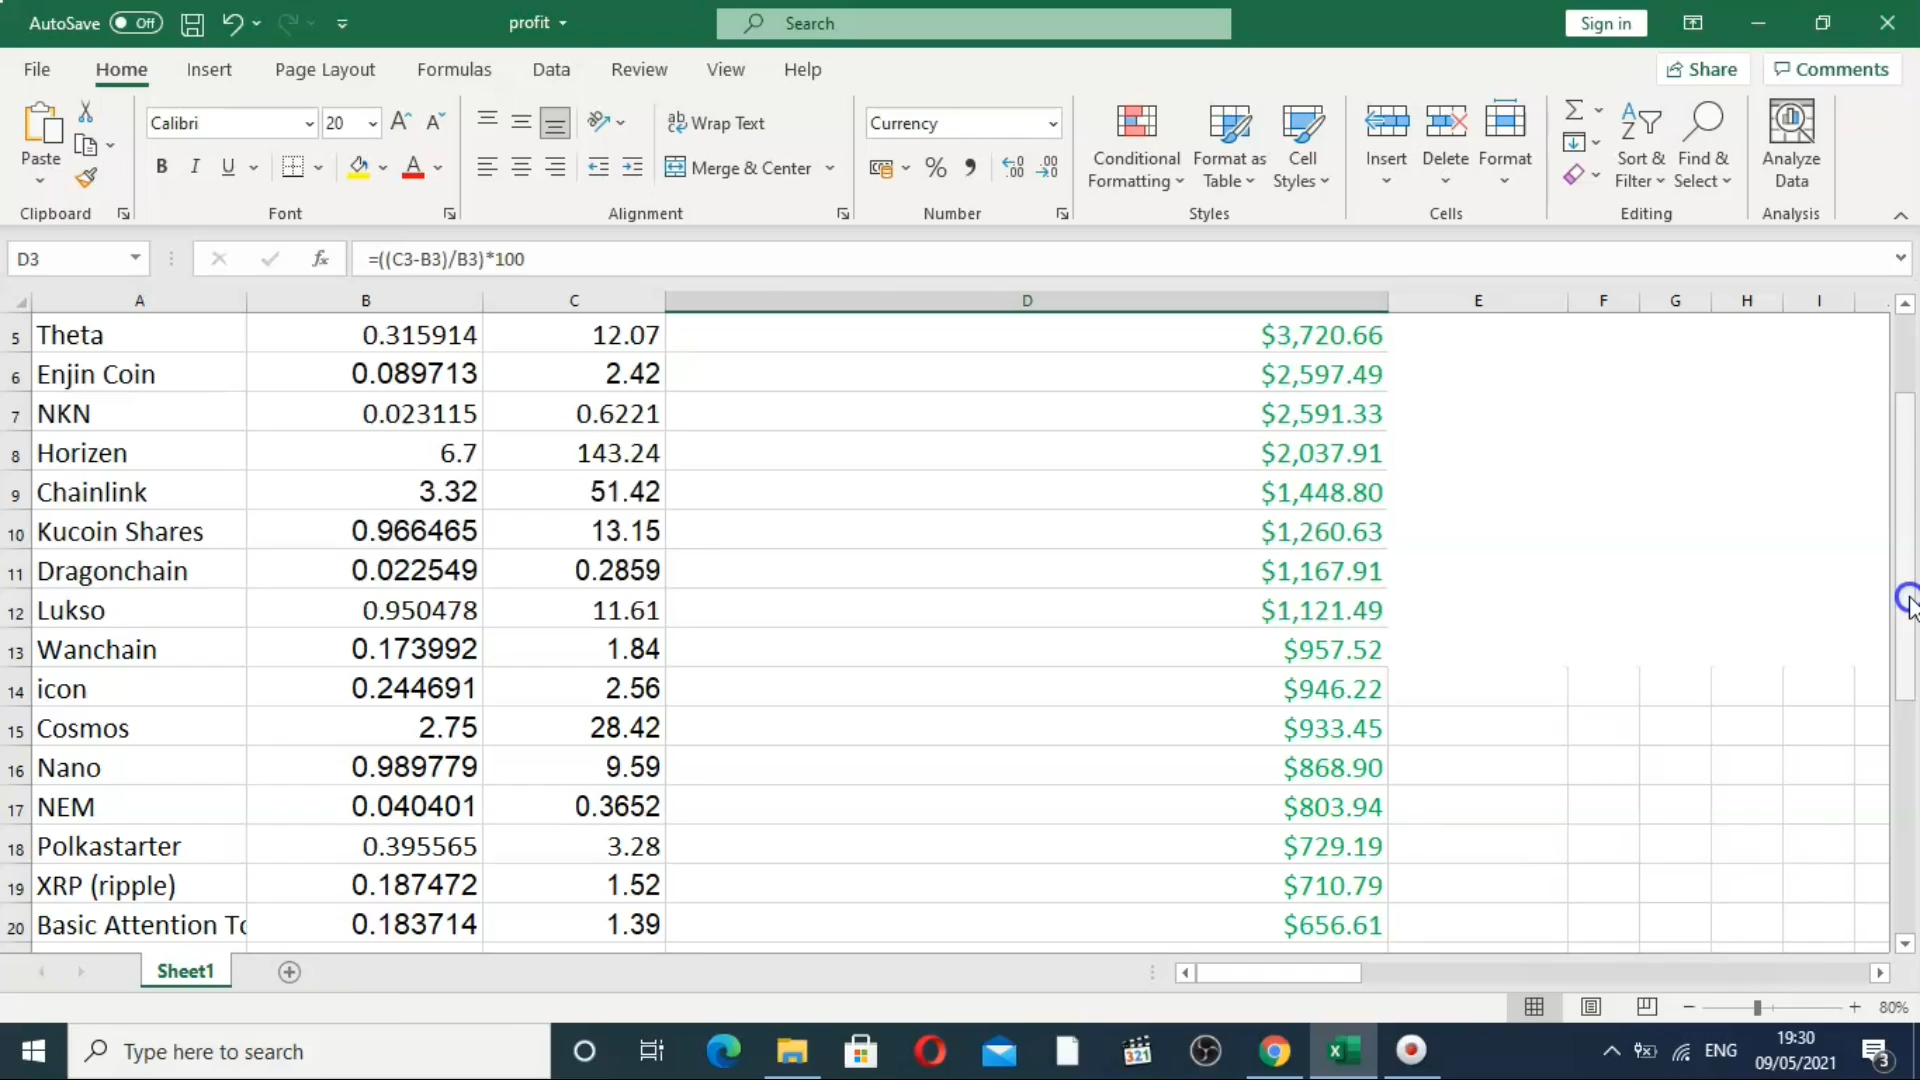 AutoSave Off profit Search Sign in
File Home Insert Page Layout Formulas Data Review View Help Share Comments
Calibri 20 Wrap Text Currency
Paste B I U Merge & Center % Conditional Formatting Format as Table Cell Styles Insert Delete Format Sort & Filter Find & Select Analyze Data
Clipboard Font Alignment Number Styles Cells Editing Analysis
D3 fx =((C3-B3)/B3)*100
A B C D E F G H I
5 Theta 0.315914 12.07 $3,720.66
6 Enjin Coin 0.089713 2.42 $2,597.49
7 NKN 0.023115 0.6221 $2,591.33
8 Horizen 6.7 143.24 $2,037.91
9 Chainlink 3.32 51.42 $1,448.80
10 Kucoin Shares 0.966465 13.15 $1,260.63
11 Dragonchain 0.022549 0.2859 $1,167.91
12 Lukso 0.950478 11.61 $1,121.49
13 Wanchain 0.173992 1.84 $957.52
14 icon 0.244691 2.56 $946.22
15 Cosmos 2.75 28.42 $933.45
16 Nano 0.989779 9.59 $868.90
17 NEM 0.040401 0.3652 $803.94
18 Polkastarter 0.395565 3.28 $729.19
19 XRP (ripple) 0.187472 1.52 $710.79
20 Basic Attention To 0.183714 1.39 $656.61
Sheet1
80%
Type here to search 321 ENG 19:30
09/05/2021 3